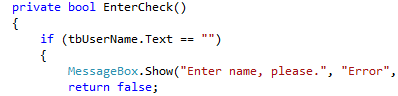 private bool EnterCheck()
{
if (tbUserName.Text == "")
{
MessageBox.Show("Enter name, please.", "Error",
return false;